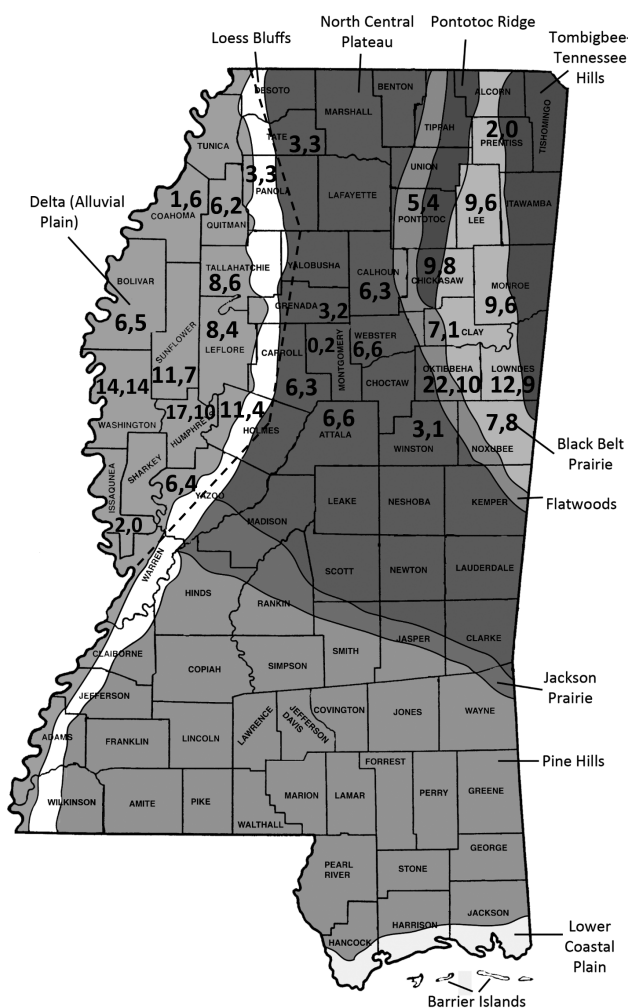 Loess Bluffs
North Central
Plateau
Pontotoc Ridge
Tombigbee-
Tennessee
Hills
DESOTO
MARSHALL
BENTON
TIPPAH
ALCORN
TISHOMINGO
TUNICA
TATE
3,3
2,0
PRENTISS
UNION
3,3
PANOLA
LAFAYETTE
Delta (Alluvial
Plain)
1,6
COAHOMA
6,2
QUITMAN
5,4
PONTOTOC
9,6
LEE
ITAWAMBA
BOLIVAR
6,5
TALLAHATCHIE
8,6
YALOBUSHA
CALHOUN
6,3
9,8
CHICKASAW
MONROE
9,6
SUNFLOWER
11,7
8,4
LEFLORE
GRENADA
3,2
7,1
CLAY
CARROLL
6,3
0,2
MONTGOMERY
WEBSTER
6,6
CHOCTAW
OKTIBBEHA
22,10
LOWNDES
12,9
14,14
WASHINGTON
17,10
HUMPHREYS
11,4
HOLMES
6,6
ATTALA
3,1
WINSTON
7,8
NOXUBEE
Black Belt
Prairie
SHARKEY
ISSAQUNEA
2,0
6,4
YAZOO
MADISON
LEAKE
NESHOBA
KEMPER
Flatwoods
WARREN
HINDS
RANKIN
SCOTT
NEWTON
LAUDERDALE
CLAIBORNE
COPIAH
SIMPSON
SMITH
JASPER
CLARKE
Jackson
Prairie
JEFFERSON
ADAMS
FRANKLIN
LINCOLN
LAWRENCE
JEFFERSON
DAVIS
COVINGTON
JONES
WAYNE
WILKINSON
AMITE
PIKE
WALTHALL
MARION
LAMAR
FORREST
PERRY
GREENE
Pine Hills
PEARL
RIVER
STONE
GEORGE
HANCOCK
HARRISON
JACKSON
Lower
Coastal
Plain
Barrier Islands